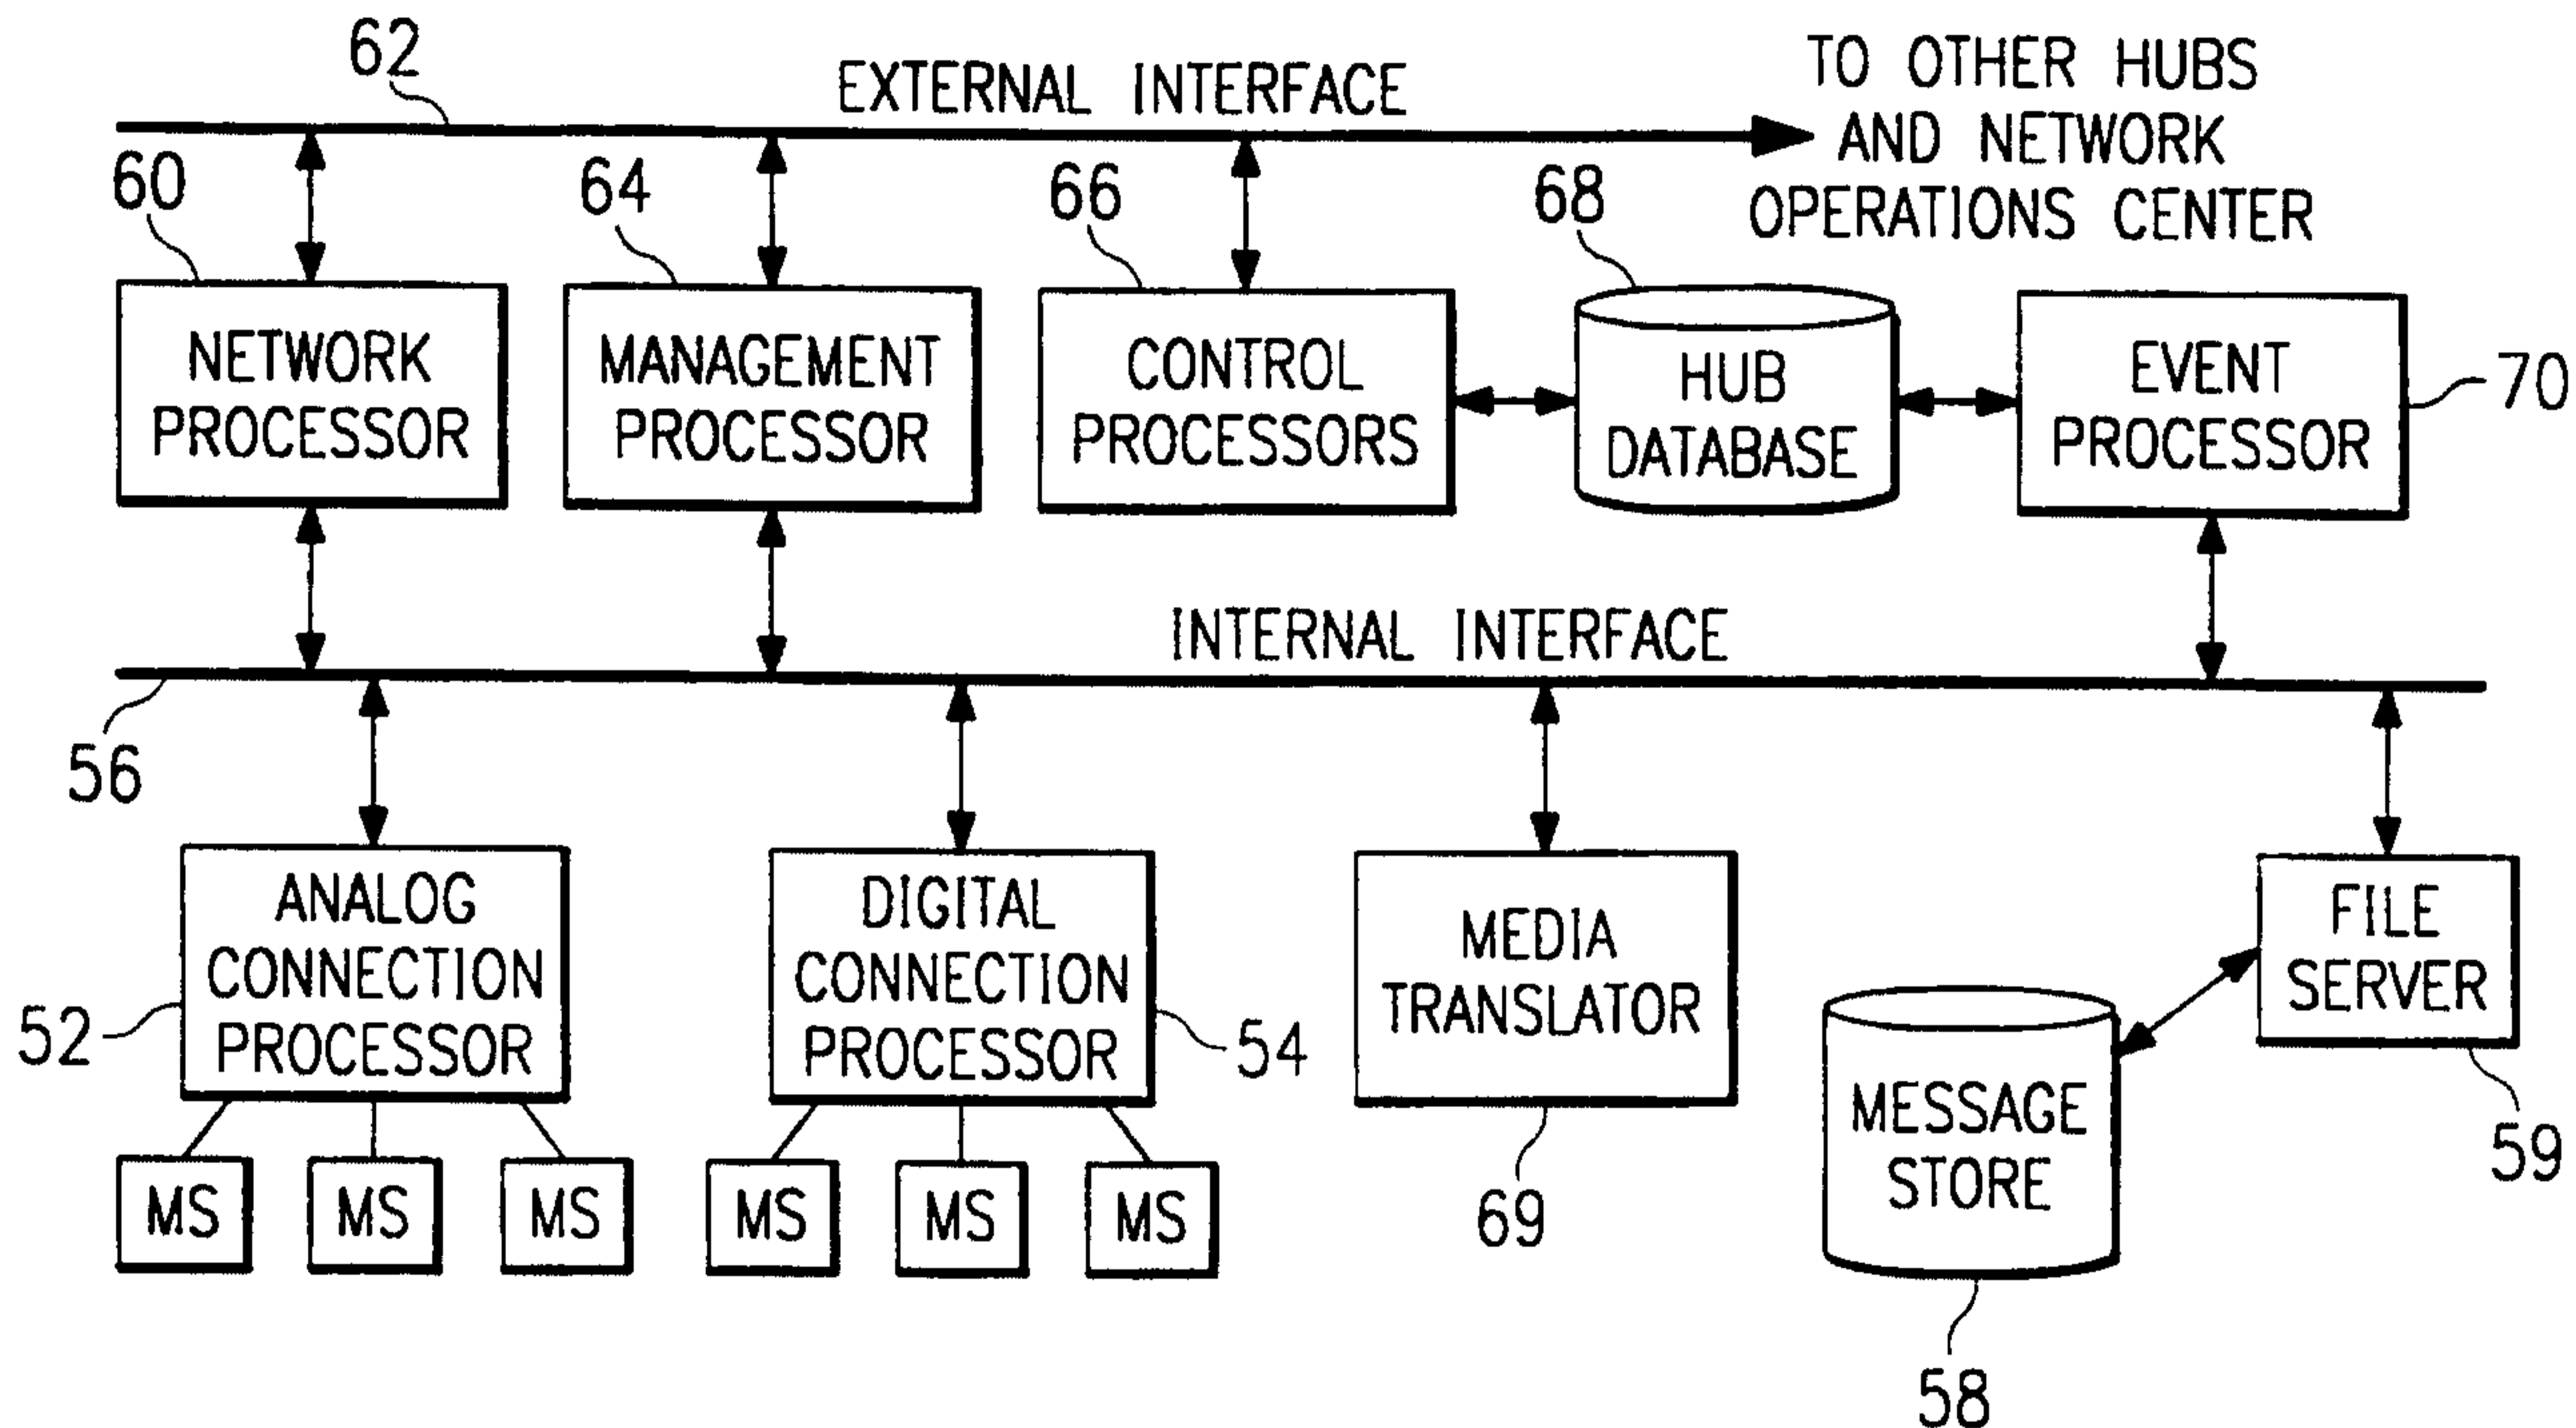 62
EXTERNAL INTERFACE
TO OTHER HUBS
AND NETWORK
OPERATIONS CENTER
60
64
66
68
NETWORK
PROCESSOR
MANAGEMENT
PROCESSOR
CONTROL
PROCESSORS
HUB
DATABASE
EVENT
PROCESSOR
70
INTERNAL INTERFACE
56
ANALOG
CONNECTION
PROCESSOR
52
DIGITAL
CONNECTION
PROCESSOR
54
MEDIA
TRANSLATOR
69
FILE
SERVER
59
MESSAGE
STORE
58
MS
MS
MS
MS
MS
MS